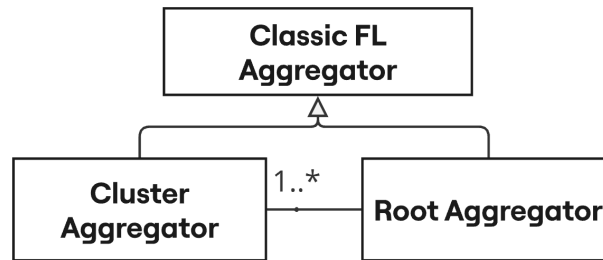 Classic FL
Aggregator
1..*
Cluster
Aggregator
Root Aggregator